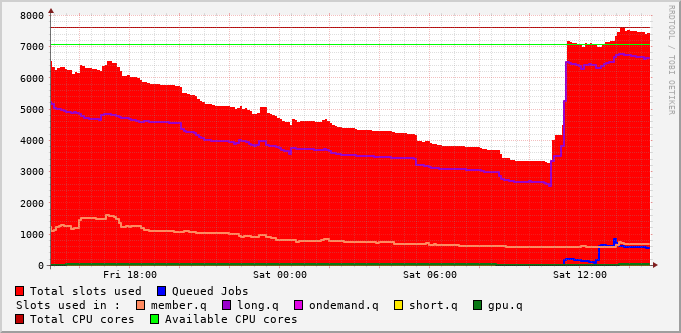 RRDTOOL / TOBI OETIKER
8000
7000
6000
5000
4000
3000
2000
1000
0
Fri 18:00 Sat 00:00 Sat 06:00 Sat 12:00
Total slots used Queued Jobs
Slots used in : member.q long.q ondemand.q short.q gpu.q
Total CPU cores Available CPU cores